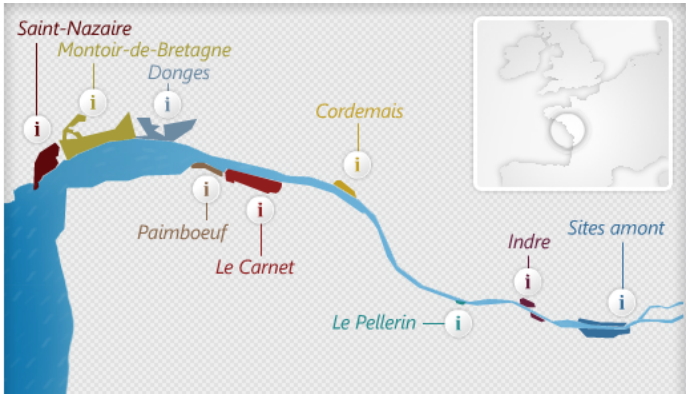 Saint-Nazaire
Montoir-de-Bretagne
i
Donges
i
i
Cordemais
i
i
Paimboeuf
i
Le Carnet
Indre
i
Sites amont
i
Le Pellerin
i